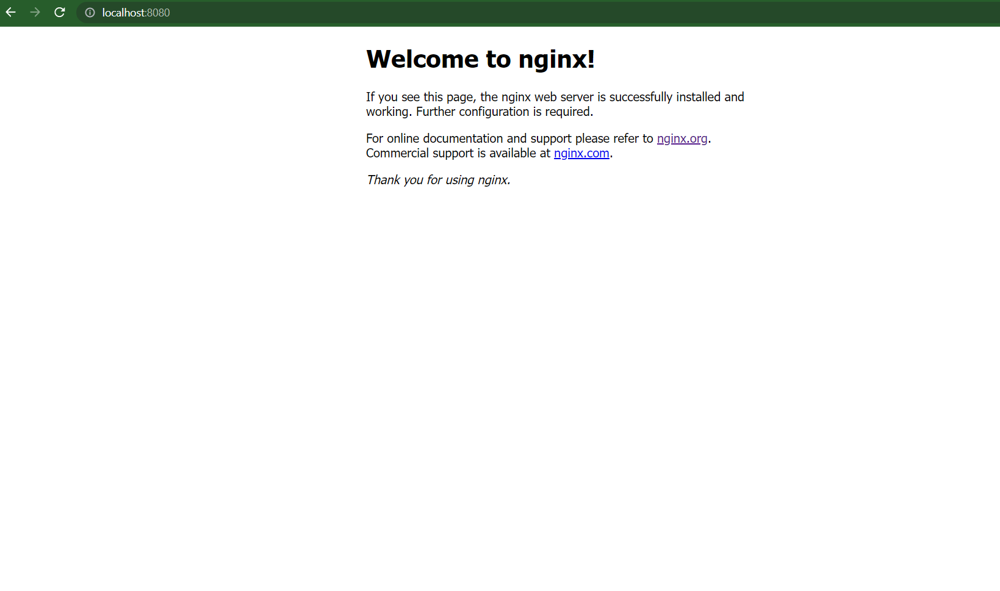 localhost:8080
Welcome to nginx!
If you see this page, the nginx web server is successfully installed and
working. Further configuration is required.
For online documentation and support please refer to nginx.org.
Commercial support is available at nginx.com.
Thank you for using nginx.